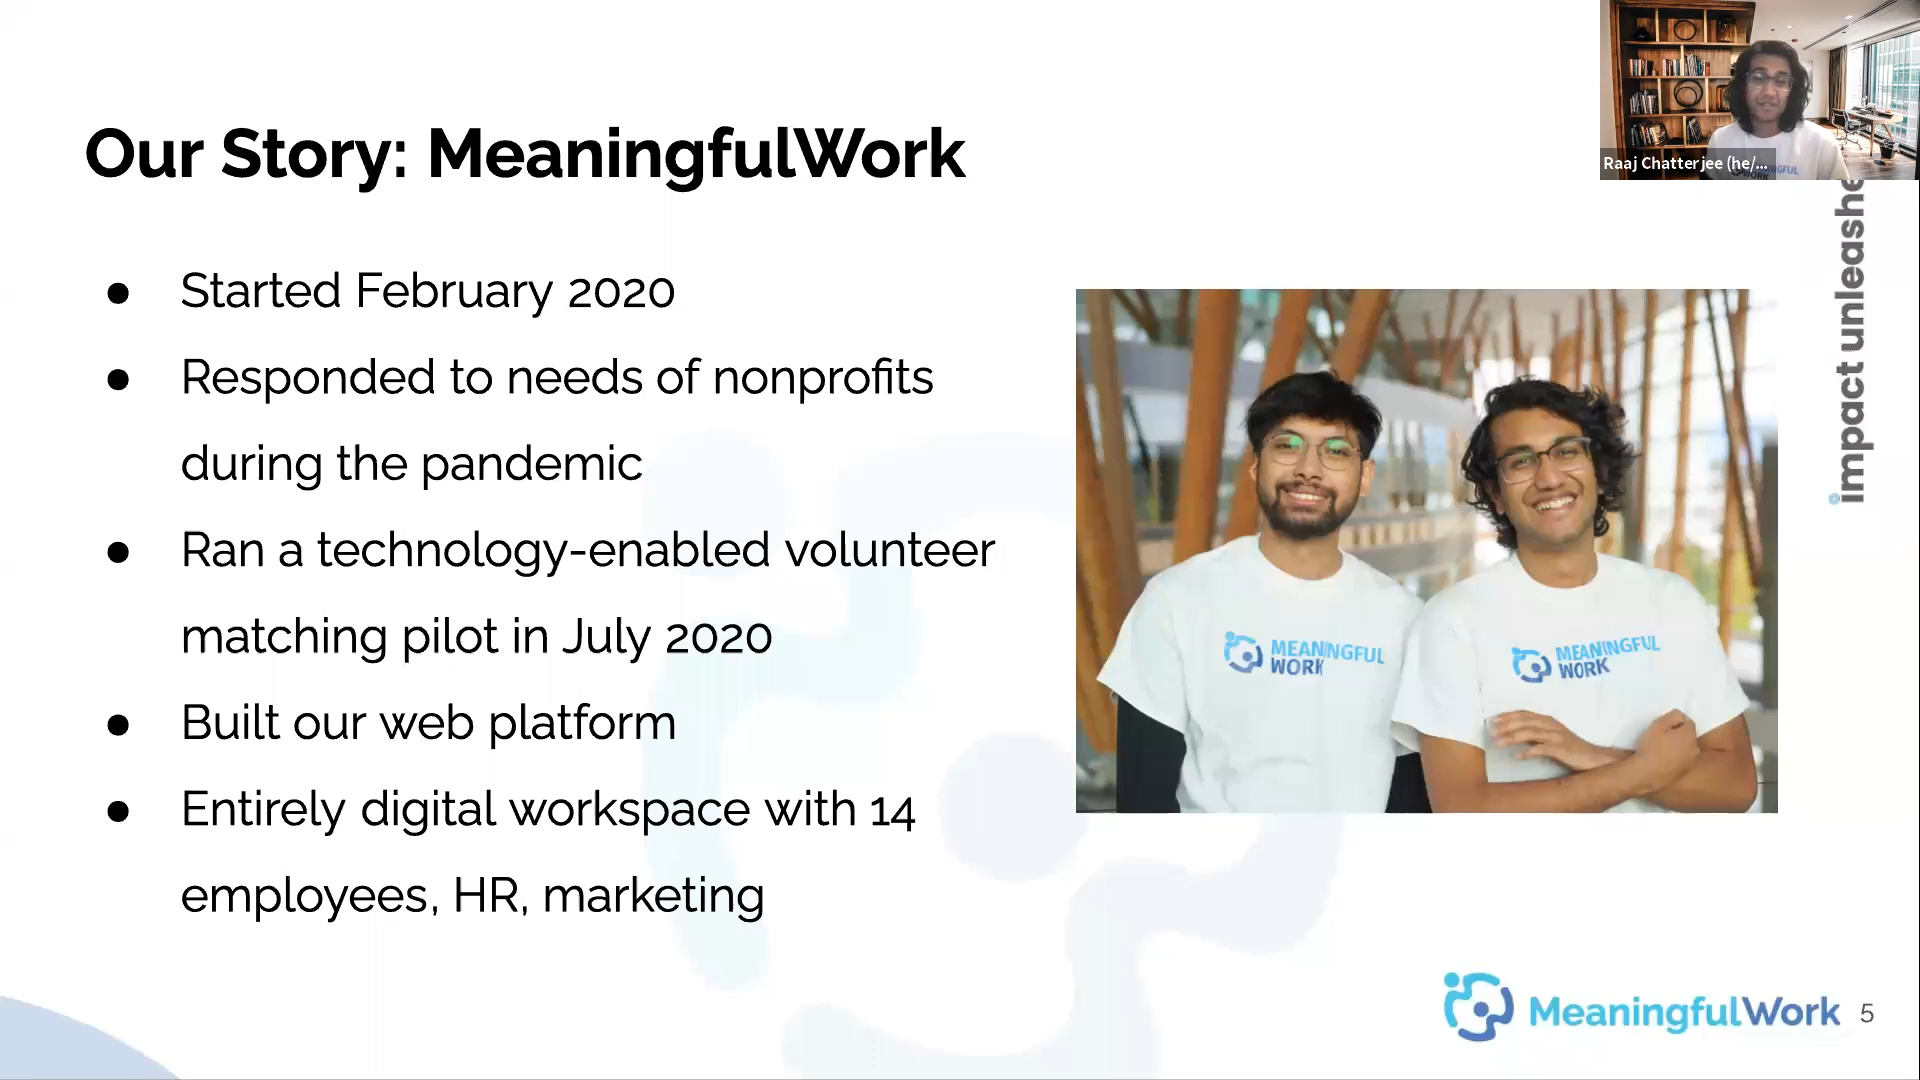 Our Story: MeaningfulWork
Raaj Chatterjee (he/...
● Started February 2020
● Responded to needs of nonprofits
during the pandemic
● Ran a technology-enabled volunteer
matching pilot in July 2020
● Built our web platform
● Entirely digital workspace with 14
employees, HR, marketing
impact unleashe
MEANINGFUL
WORK
MEANINGFUL
WORK
MeaningfulWork
5